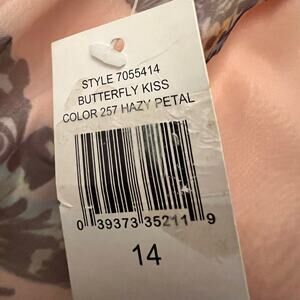 STYLE 7055414
BUTTERFLY KISS
COLOR 257 HAZY PETAL
0 39373 35211 9
14